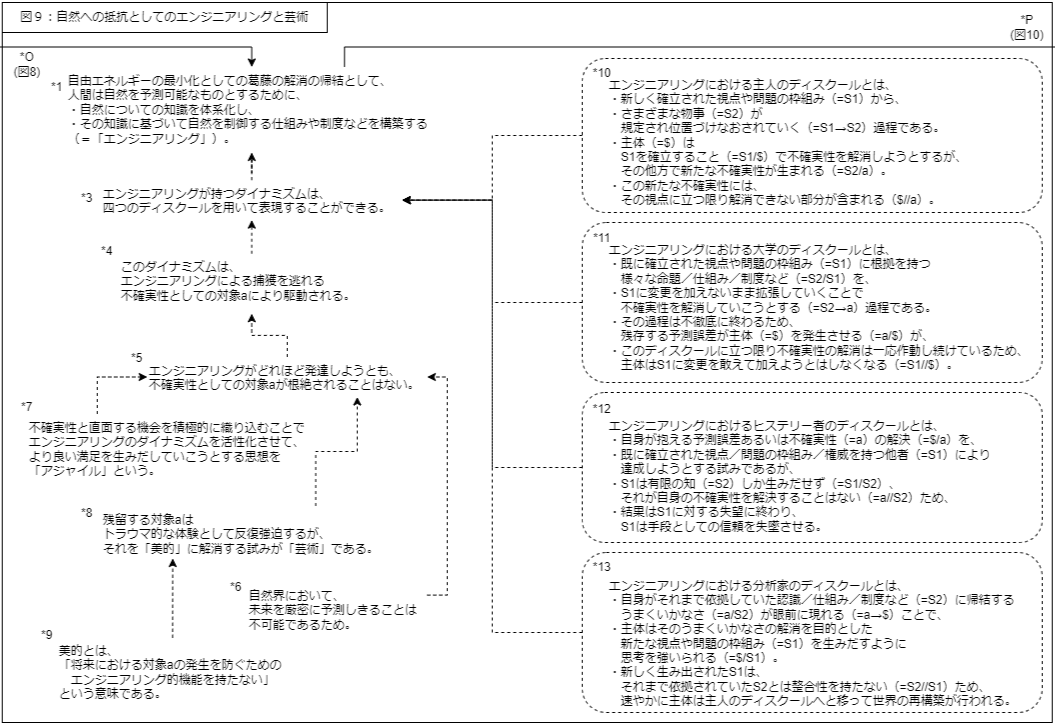 図９：自然への抵抗としてのエンジニアリングと芸術
*P
(図10)
*O
(図8)
*1
自由エネルギーの最小化としての葛藤の解消の帰結として、
人間は自然を予測可能なものとするために、
・自然についての知識を体系化し、
・その知識に基づいて自然を制御する仕組みや制度などを構築する
（＝「エンジニアリング」）。
*3
エンジニアリングが持つダイナミズムは、
四つのディスクールを用いて表現することができる。
*4
このダイナミズムは、
エンジニアリングによる捕獲を逃れる
不確実性としての対象aにより駆動される。
*5
エンジニアリングがどれほど発達しようとも、
不確実性としての対象aが根絶されることはない。
*7
不確実性と直面する機会を積極的に織り込むことで
エンジニアリングのダイナミズムを活性化させて、
より良い満足を生みだしていこうとする思想を
「アジャイル」という。
*8
残留する対象aは
トラウマ的な体験として反復強迫するが、
それを「美的」に解消する試みが「芸術」である。
*6
自然界において、
未来を厳密に予測しきることは
不可能であるため。
*9
美的とは、
「将来における対象aの発生を防ぐための
エンジニアリング的機能を持たない」
という意味である。
*10
エンジニアリングにおける主人のディスクールとは、
・新しく確立された視点や問題の枠組み（=S1）から、
・さまざまな物事（=S2）が
規定され位置づけなおされていく（=S1→S2）過程である。
・主体（=$）は
S1を確立すること（=S1/$）で不確実性を解消しようとするが、
その他方で新たな不確実性が生まれる（=S2/a）。
・この新たな不確実性には、
その視点に立つ限り解消できない部分が含まれる（$//a）。
*11
エンジニアリングにおける大学のディスクールとは、
・既に確立された視点や問題の枠組み（=S1）に根拠を持つ
様々な命題／仕組み／制度など（=S2/S1）を、
・S1に変更を加えないまま拡張していくことで
不確実性を解消していこうとする（=S2→a）過程である。
・その過程は不徹底に終わるため、
残存する予測誤差が主体（=$）を発生させる（=a/$）が、
・このディスクールに立つ限り不確実性の解消は一応作動し続けているため、
主体はS1に変更を敢えて加えようとはしなくなる（=S1//$）。
*12
エンジニアリングにおけるヒステリー者のディスクールとは、
・自身が抱える予測誤差あるいは不確実性（=a）の解決（=$/a）を、
・既に確立された視点／問題の枠組み／権威を持つ他者（=S1）により
達成しようとする試みであるが、
・S1は有限の知（=S2）しか生みだせず（=S1/S2）、
それが自身の不確実性を解決することはない（=a//S2）ため、
・結果はS1に対する失望に終わり、
S1は手段としての信頼を失墜させる。
*13
エンジニアリングにおける分析家のディスクールとは、
・自身がそれまで依拠していた認識／仕組み／制度など（=S2）に帰結する
うまくいかなさ（=a/S2）が眼前に現れる（=a→$）ことで、
・主体はそのうまくいかなさの解消を目的とした
新たな視点や問題の枠組み（=S1）を生みだすように
思考を強いられる（=$/S1）。
・新しく生み出されたS1は、
それまで依拠されていたS2とは整合性を持たない（=S2//S1）ため、
速やかに主体は主人のディスクールへと移って世界の再構築が行われる。